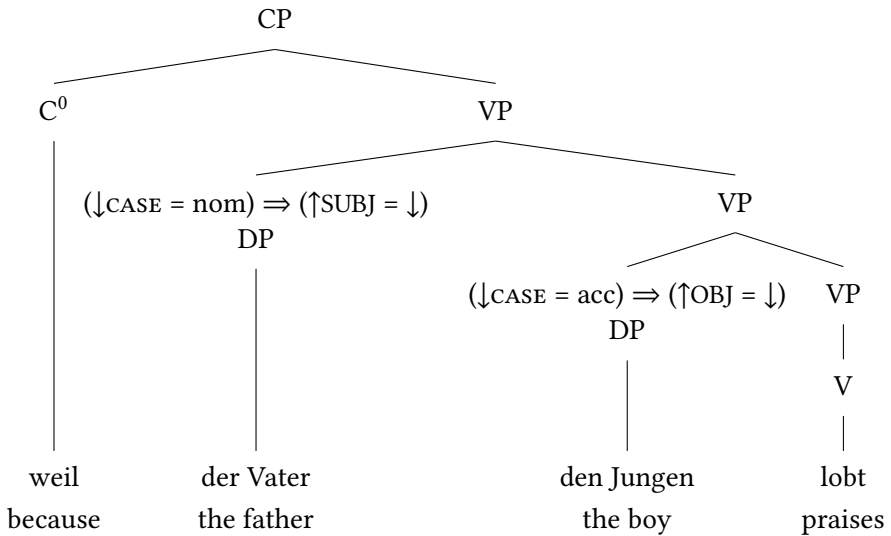 CP
C⁰ VP
(↓CASE = nom) ⇒ (↑SUBJ = ↓) VP
DP
(↓CASE = acc) ⇒ (↑OBJ = ↓) VP
DP
V
weil der Vater den Jungen lobt
because the father the boy praises